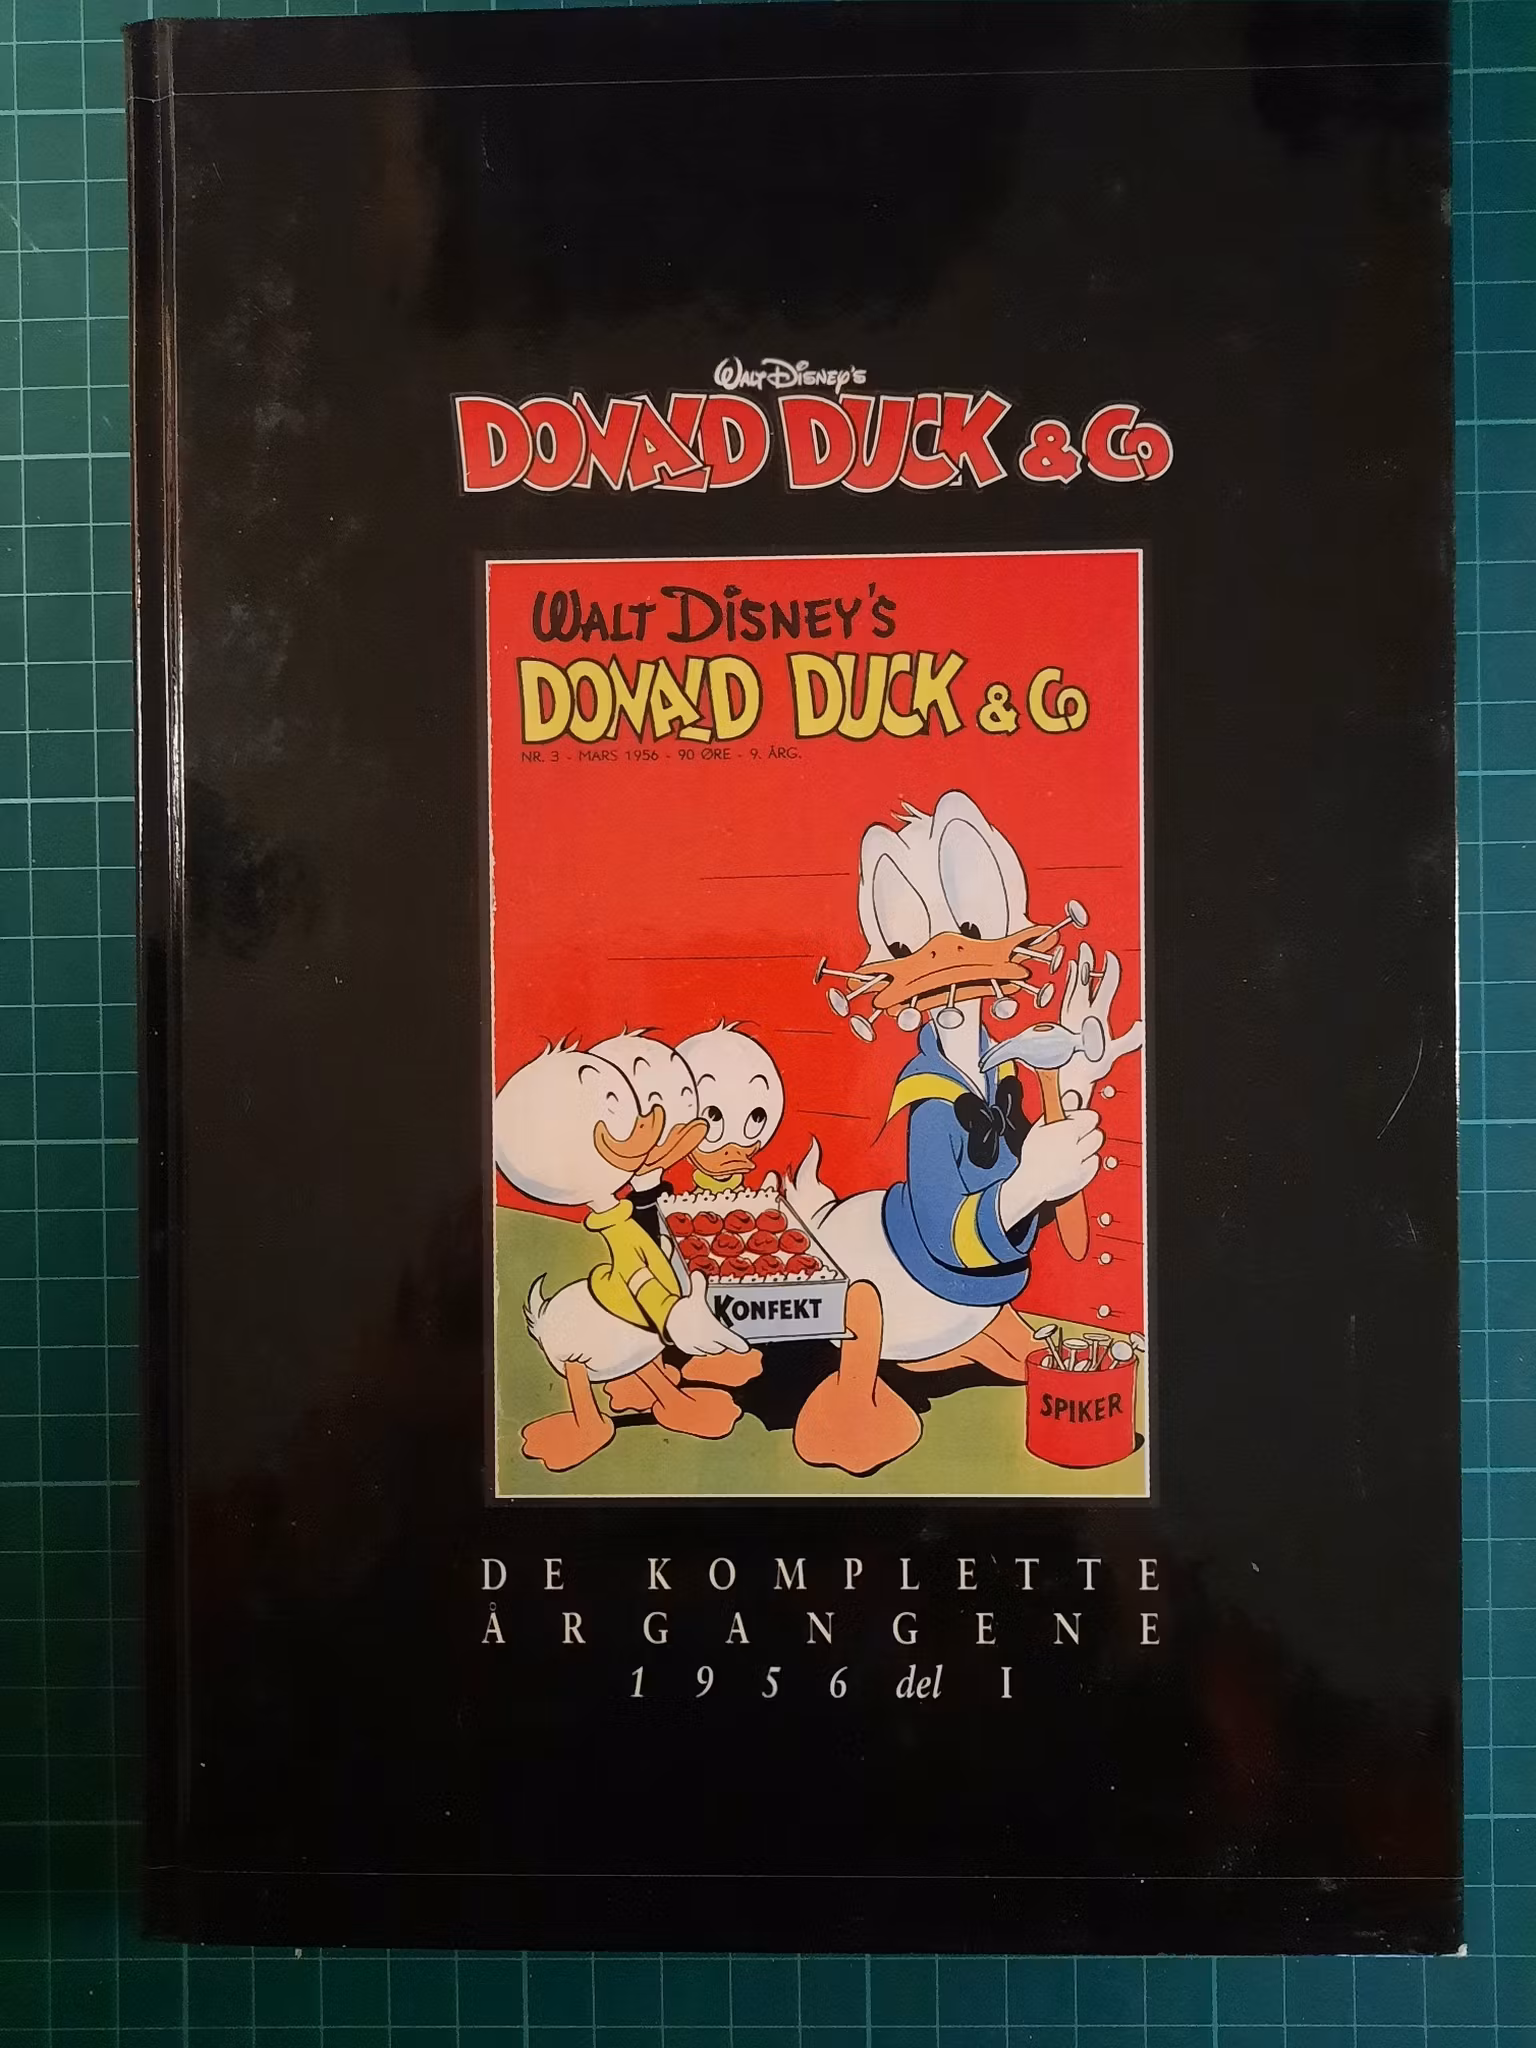 WALT DISNEY'S
DONALD DUCK & CO
WALT DISNEY'S
DONALD DUCK & CO
NR. 3 - MARS 1956 - 90 ØRE - 9. ÅRG.
KONFEKT
SPIKER
DE KOMPLETTE
ÅRGANGENE
1956 del I